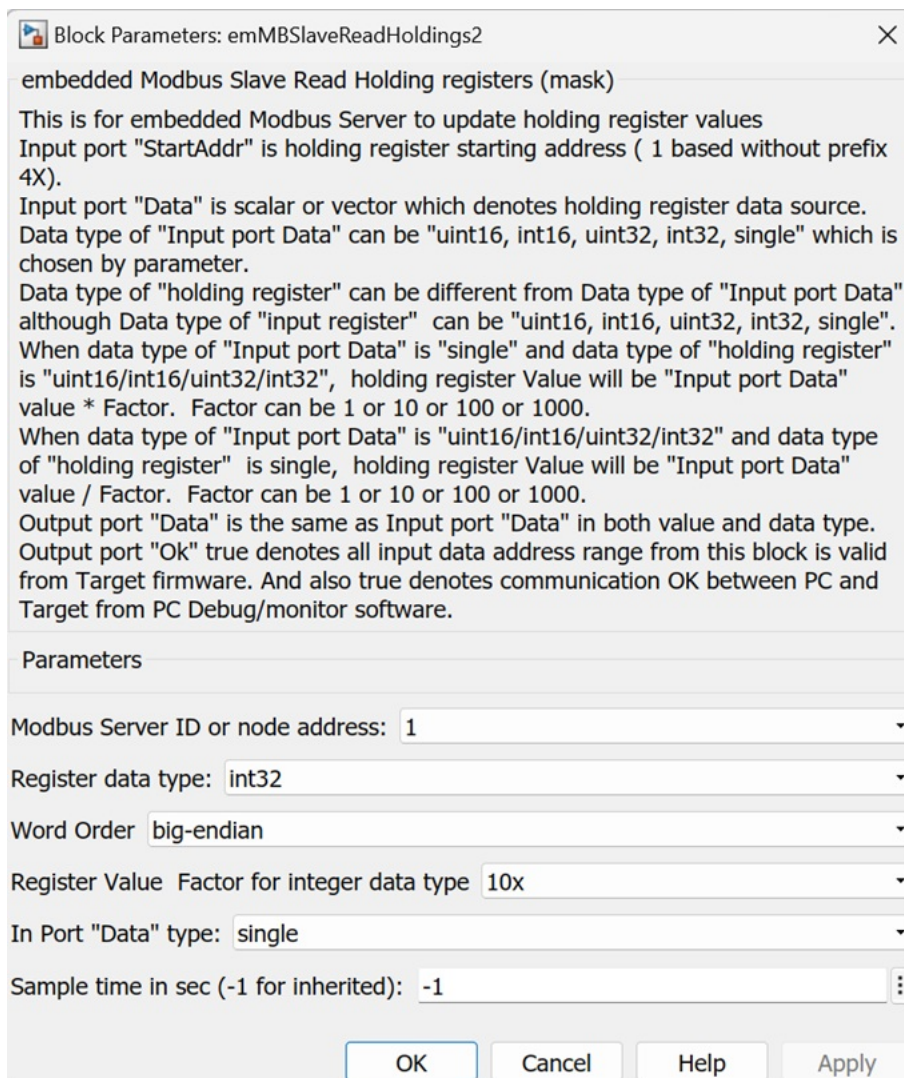 Block Parameters: emMBSlaveReadHoldings2
embedded Modbus Slave Read Holding registers (mask)
This is for embedded Modbus Server to update holding register values
Input port "StartAddr" is holding register starting address ( 1 based without prefix
4X).
Input port "Data" is scalar or vector which denotes holding register data source.
Data type of "Input port Data" can be "uint16, int16, uint32, int32, single" which is
chosen by parameter.
Data type of "holding register" can be different from Data type of "Input port Data"
although Data type of "input register"  can be "uint16, int16, uint32, int32, single".
When data type of "Input port Data" is "single" and data type of "holding register"
is "uint16/int16/uint32/int32",  holding register Value will be "Input port Data"
value * Factor.  Factor can be 1 or 10 or 100 or 1000.
When data type of "Input port Data" is "uint16/int16/uint32/int32" and data type
of "holding register"  is single,  holding register Value will be "Input port Data"
value / Factor.  Factor can be 1 or 10 or 100 or 1000.
Output port "Data" is the same as Input port "Data" in both value and data type.
Output port "Ok" true denotes all input data address range from this block is valid
from Target firmware. And also true denotes communication OK between PC and
Target from PC Debug/monitor software.
Parameters
Modbus Server ID or node address: 1
Register data type: int32
Word Order big-endian
Register Value  Factor for integer data type 10x
In Port "Data" type: single
Sample time in sec (-1 for inherited): -1
OK Cancel Help Apply